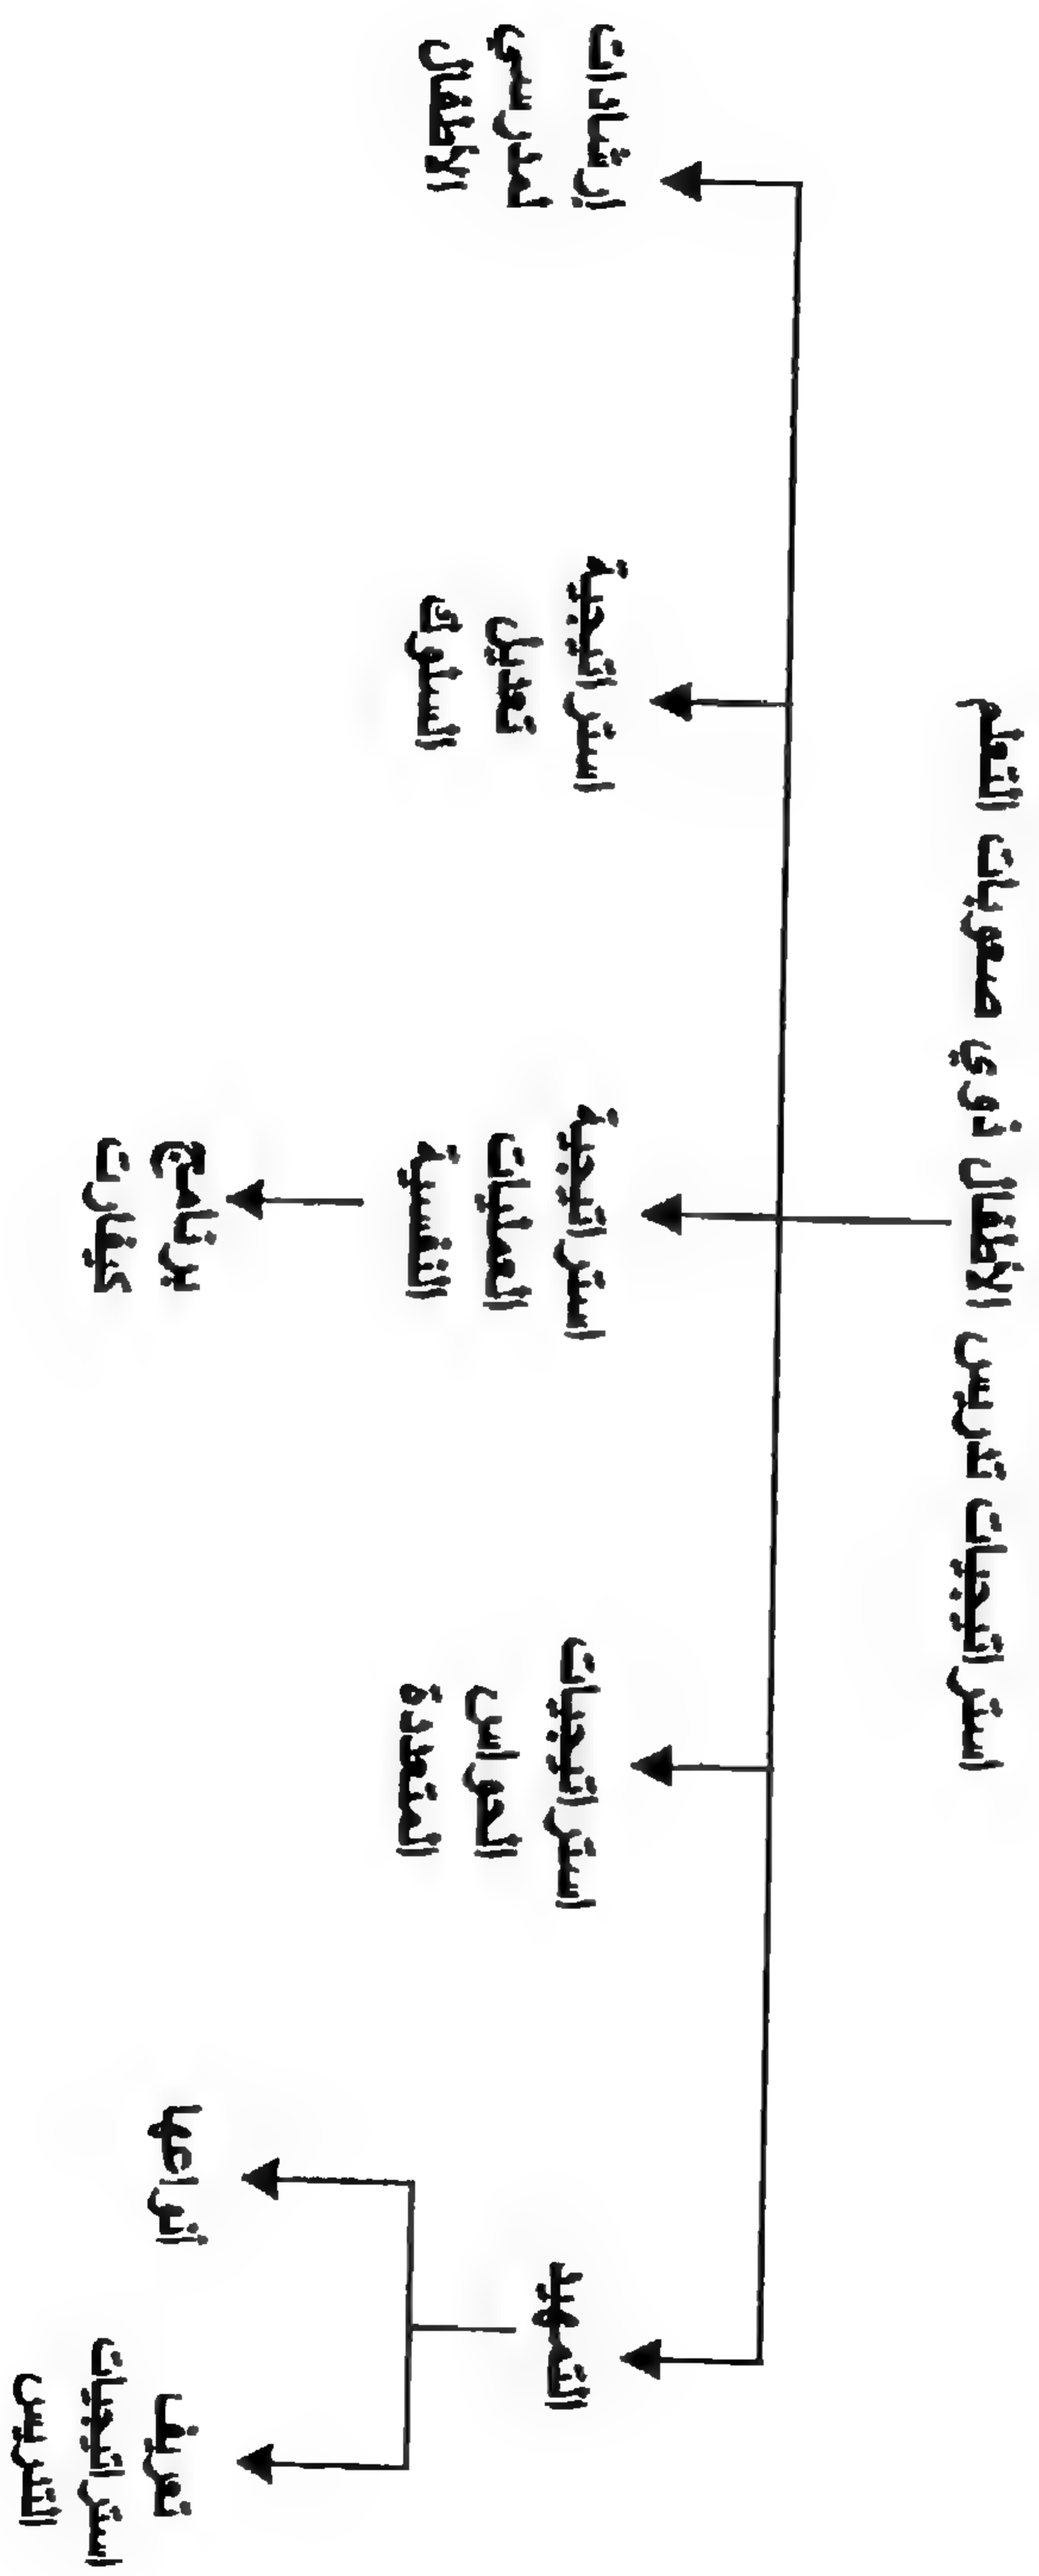 استراتيجيات تدريس الأطفال ذوي صعوبات التعلم
التمهيد
تعريف
استراتيجيات
التدريس
أنواعها
استراتيجيات
الحواس
المتعددة
استراتيجية
العمليات
النفسية
برنامج
كيفارت
استراتيجية
تعديل
السلوك
إرشادات
لمدرسي
الأطفال